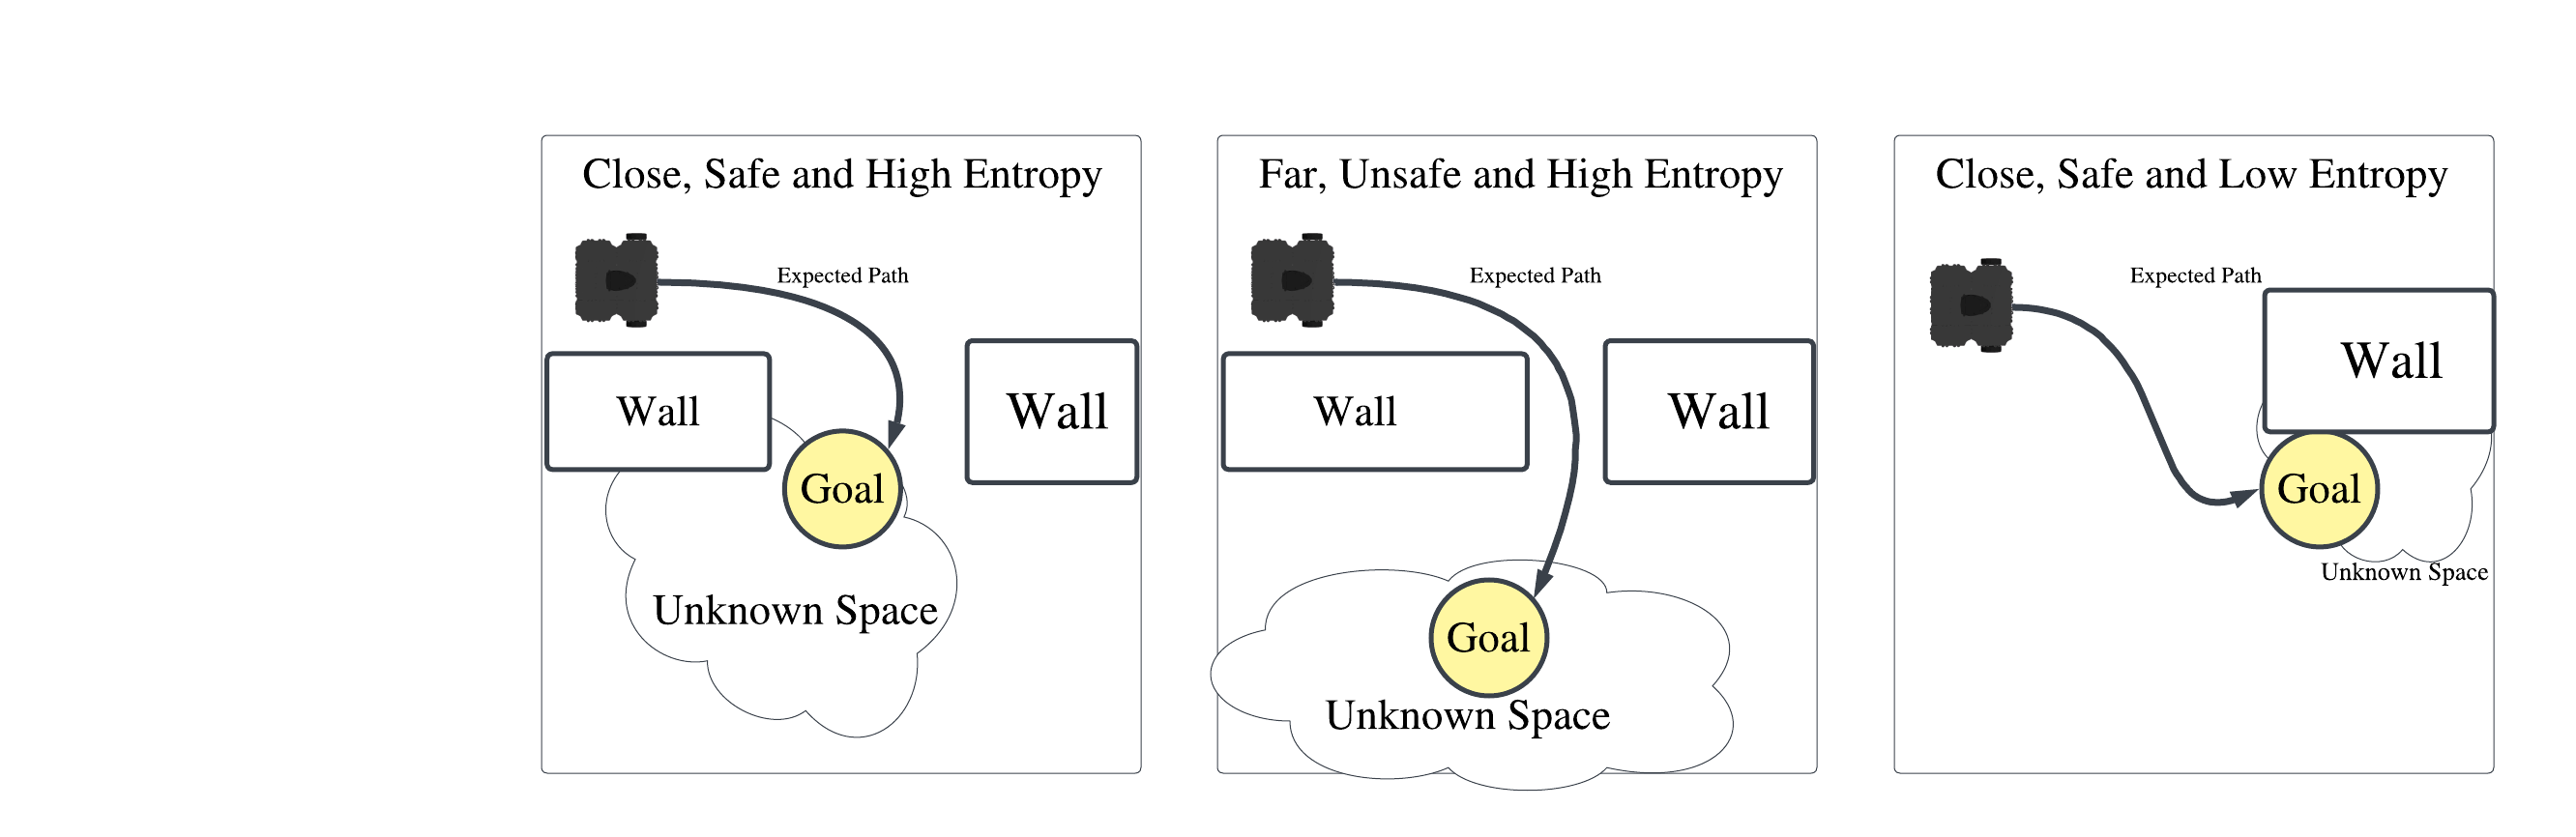 Close, Safe and High Entropy
Expected Path
Wall
Wall
Goal
Unknown Space
Far, Unsafe and High Entropy
Expected Path
Wall
Wall
Goal
Unknown Space
Close, Safe and Low Entropy
Expected Path
Wall
Goal
Unknown Space